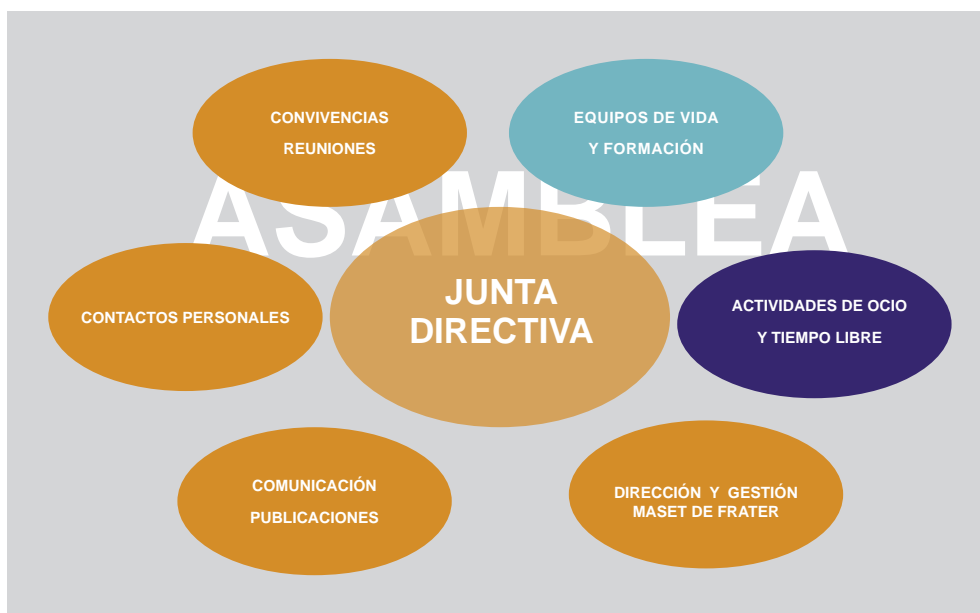 CONVIVENCIAS
REUNIONES
EQUIPOS DE VIDA
Y FORMACIÓN
ASAMBLEA
JUNTA
DIRECTIVA
CONTACTOS PERSONALES
ACTIVIDADES DE OCIO
Y TIEMPO LIBRE
COMUNICACIÓN
PUBLICACIONES
DIRECCIÓN Y GESTIÓN
MASET DE FRATER